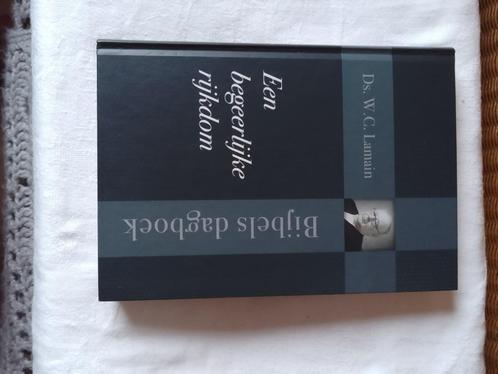 Ds. W.C. Lamain
Een
begeerlijke
rijkdom
Bijbels dagboek